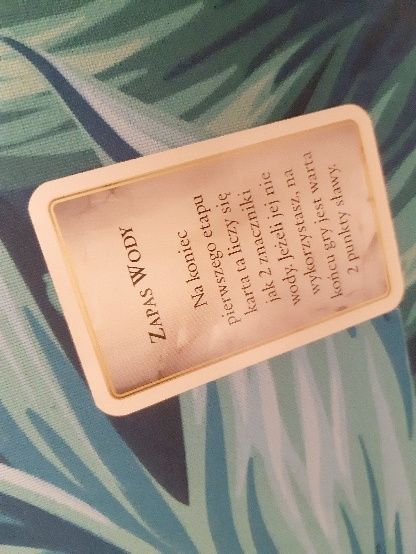 ZAPAS WODY
Na koniec
pierwszego etapu
karta ta liczy się
jak 2 znaczniki
wody. Jeżeli jej nie
wykorzystasz, na
końcu gry jest warta
2 punkty sławy.